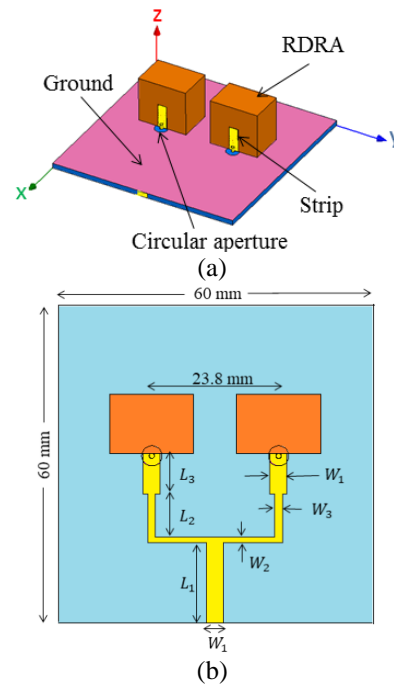 Z
RDRA
Ground
Y
X
Strip
Circular aperture
(a)
60 mm
23.8 mm
60 mm
L3
W1
L2
W3
W2
L1
W1
(b)